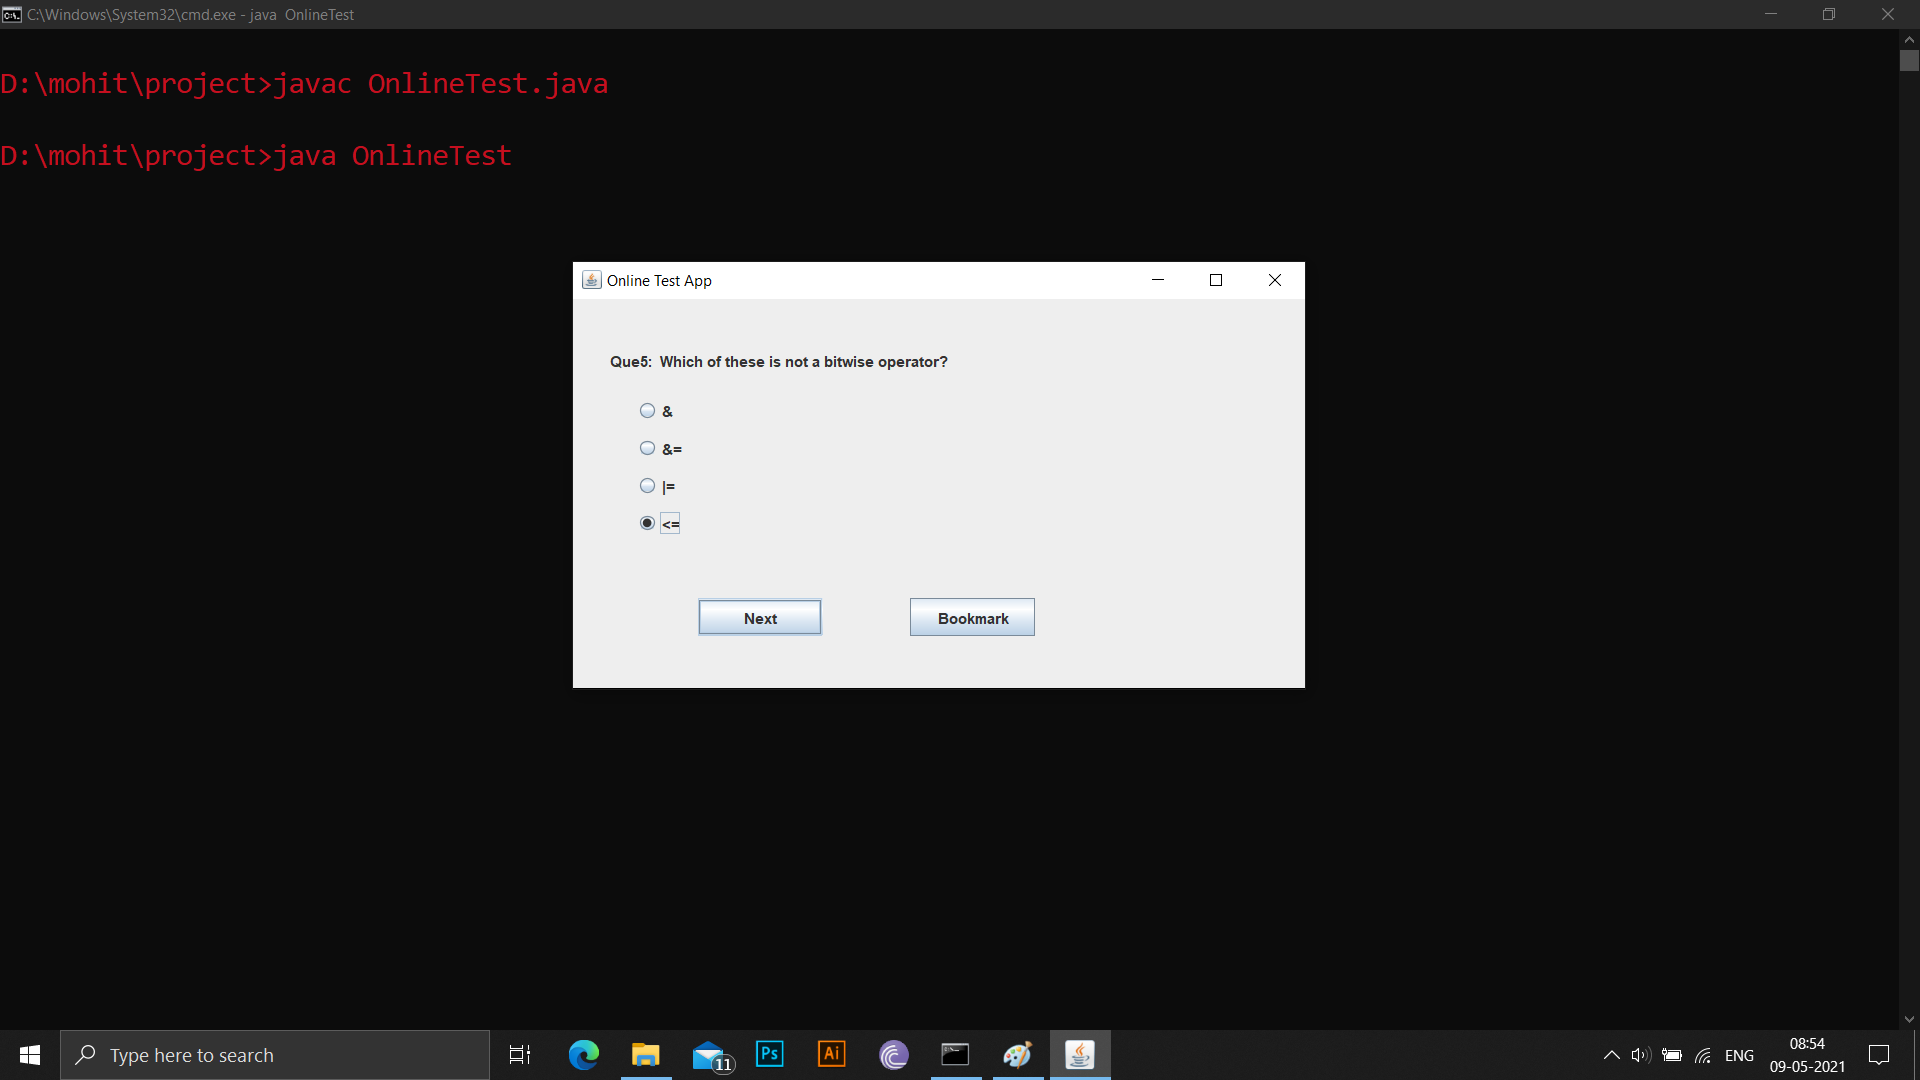 C:\Windows\System32\cmd.exe - java  OnlineTest
D:\mohit\project>javac OnlineTest.java
D:\mohit\project>java OnlineTest
Online Test App
Que5:  Which of these is not a bitwise operator?
&
&=
|=
<=
Next
Bookmark
Type here to search
11
Ps
Ai
ENG
08:54
09-05-2021